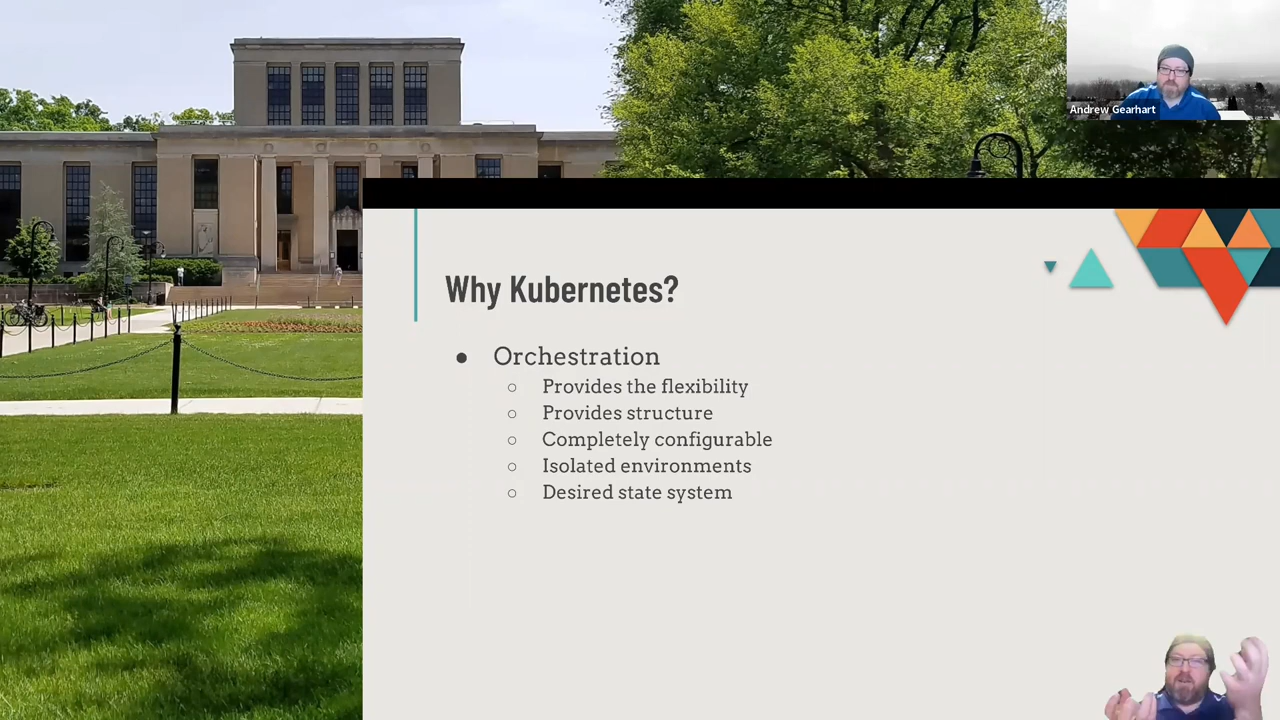 Andrew Gearhart
Why Kubernetes?
● Orchestration
○ Provides the flexibility
○ Provides structure
○ Completely configurable
○ Isolated environments
○ Desired state system